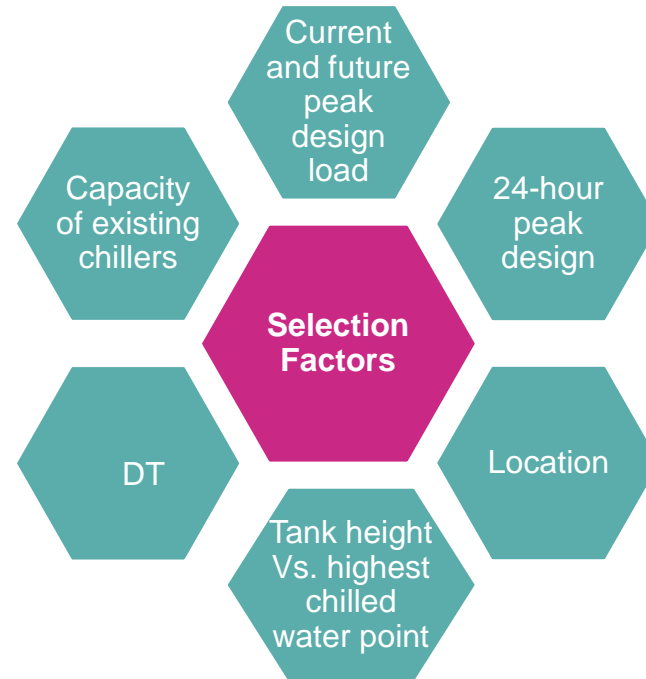 Current
and future
peak
design
load
Capacity
of existing
chillers
24-hour
peak
design
Selection
Factors
DT
Location
Tank height
Vs. highest
chilled
water point